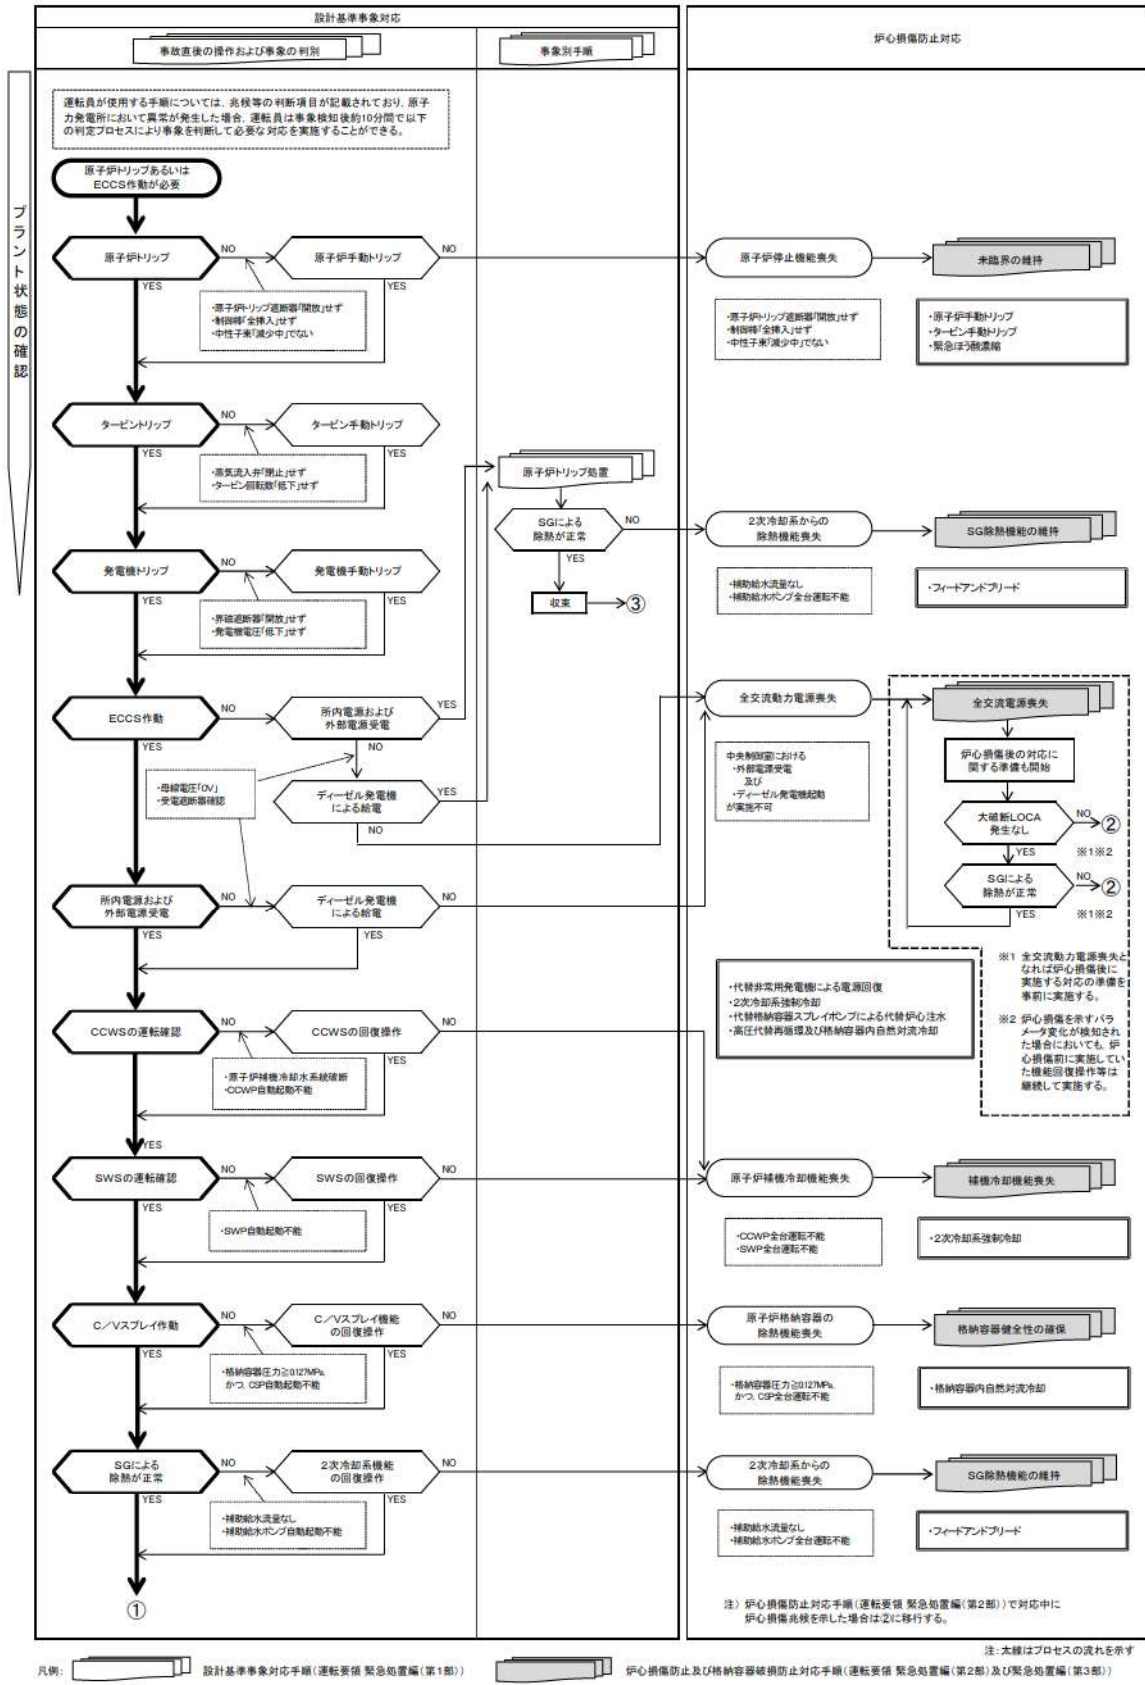 設計基準事象対応
炉心損傷防止対応
事故直後の操作および事象の判別
事象別手順
プラント状態の確認
運転員が使用する手順については、兆候等の判断項目が記載されており、原子
力発電所において異常が発生した場合、運転員は事象検知後約10分間で以下
の判定プロセスにより事象を判断して必要な対応を実施することができる。
原子炉トリップあるいは
ECCS作動が必要
原子炉トリップ
NO
原子炉手動トリップ
NO
原子炉停止機能喪失
未臨界の維持
YES
YES
・原子炉トリップ遮断器「開放」せず
・制御棒「全挿入」せず
・中性子束「減少中」でない
・原子炉トリップ遮断器「開放」せず
・制御棒「全挿入」せず
・中性子束「減少中」でない
・原子炉手動トリップ
・タービン手動トリップ
・緊急ほう酸濃縮
タービントリップ
NO
タービン手動トリップ
YES
YES
・蒸気流入弁「閉止」せず
・タービン回転数「低下」せず
原子炉トリップ処置
SGによる
除熱が正常
NO
YES
収束
③
2次冷却系からの
除熱機能喪失
SG除熱機能の維持
・補助給水流量なし
・補助給水ポンプ全台運転不能
・フィードアンドブリード
発電機トリップ
NO
発電機手動トリップ
YES
YES
・界磁遮断器「開放」せず
・発電機電圧「低下」せず
ECCS作動
NO
所内電源および
外部電源受電
YES
YES
NO
全交流動力電源喪失
全交流電源喪失
・母線電圧「0V」
・受電遮断器確認
ディーゼル発電機
による給電
YES
NO
中央制御室における
・外部電源受電
及び
・ディーゼル発電機起動
が実施不可
炉心損傷後の対応に
関する準備も開始
大破断LOCA
発生なし
NO
②
YES
※1※2
SGによる
除熱が正常
NO
②
YES
※1※2
所内電源および
外部電源受電
NO
ディーゼル発電機
による給電
NO
YES
YES
・代替非常用発電機による電源回復
・2次冷却系強制冷却
・代替格納容器スプレイポンプによる代替炉心注水
・高圧代替再循環及び格納容器内自然対流冷却
※1 全交流動力電源喪失と
なれば炉心損傷後に
実施する対応の準備を
事前に実施する。
※2 炉心損傷を示すパラ
メータ変化が検知され
た場合においても、炉
心損傷前に実施してい
た機能回復操作等は
継続して実施する。
CCWSの運転確認
NO
CCWSの回復操作
NO
YES
・原子炉補機冷却水系統破断
・CCWP自動起動不能
YES
SWSの運転確認
NO
SWSの回復操作
NO
原子炉補機冷却機能喪失
補機冷却機能喪失
YES
YES
・SWP自動起動不能
・CCWP全台運転不能
・SWP全台運転不能
・2次冷却系強制冷却
C/Vスプレイ作動
NO
C/Vスプレイ機能
の回復操作
NO
原子炉格納容器の
除熱機能喪失
格納容器健全性の確保
YES
YES
・格納容器圧力≧0.127MPa、
かつ、CSP自動起動不能
・格納容器圧力≧0.127MPa、
かつ、CSP全台運転不能
・格納容器内自然対流冷却
SGによる
除熱が正常
NO
2次冷却系機能
の回復操作
NO
2次冷却系からの
除熱機能喪失
SG除熱機能の維持
YES
YES
・補助給水流量なし
・補助給水ポンプ自動起動不能
・補助給水流量なし
・補助給水ポンプ全台運転不能
・フィードアンドブリード
①
注) 炉心損傷防止対応手順(運転要領 緊急処置編(第2部))で対応中に
炉心損傷兆候を示した場合は②に移行する。
注:太線はプロセスの流れを示す
凡例:
設計基準事象対応手順(運転要領 緊急処置編(第1部))
炉心損傷防止及び格納容器破損防止対応手順(運転要領 緊急処置編(第2部)及び緊急処置編(第3部))